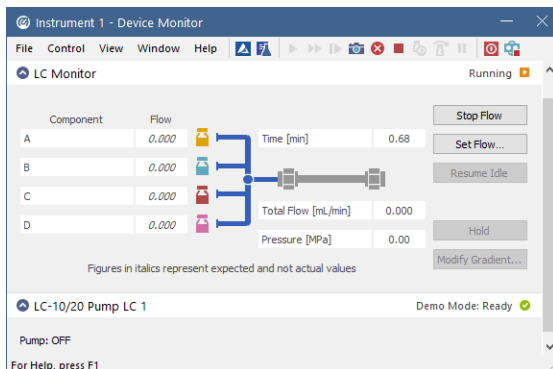 Instrument 1 - Device Monitor
File Control View Window Help
LC Monitor Running
Component Flow
A 0.000 Time [min] 0.68
B 0.000
C 0.000
D 0.000
Total Flow [mL/min] 0.000
Pressure [MPa] 0.00
Stop Flow
Set Flow...
Resume Idle
Hold
Modify Gradient...
Figures in italics represent expected and not actual values
LC-10/20 Pump LC 1 Demo Mode: Ready
Pump: OFF
For Help, press F1